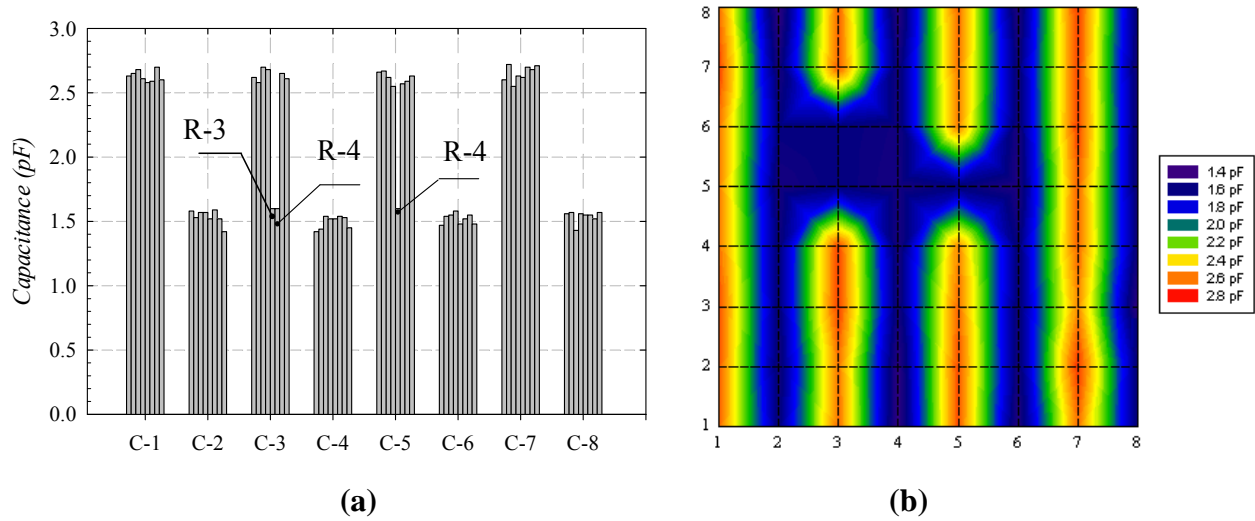 3.0
2.5
2.0
1.5
1.0
0.5
0.0
Capacitance (pF)
R-3
R-4
R-4
C-1 C-2 C-3 C-4 C-5 C-6 C-7 C-8
(a)
8
7
6
5
4
3
2
1
1 2 3 4 5 6 7 8
1.4 pF
1.6 pF
1.8 pF
2.0 pF
2.2 pF
2.4 pF
2.6 pF
2.8 pF
(b)